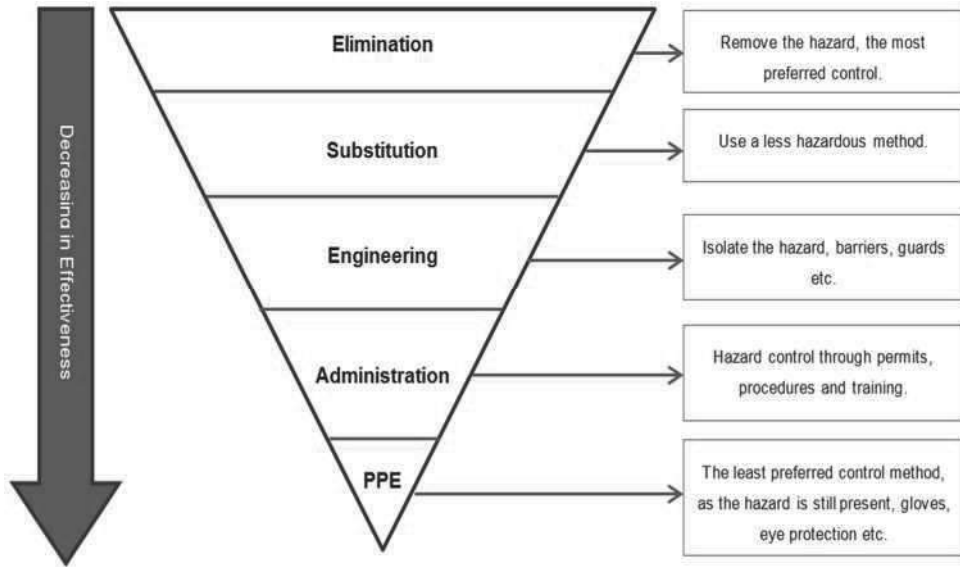 Decreasing in Effectiveness
Elimination
Remove the hazard, the most
preferred control.
Substitution
Use a less hazardous method.
Engineering
Isolate the hazard, barriers, guards
etc.
Administration
Hazard control through permits,
procedures and training.
PPE
The least preferred control method,
as the hazard is still present, gloves,
eye protection etc.